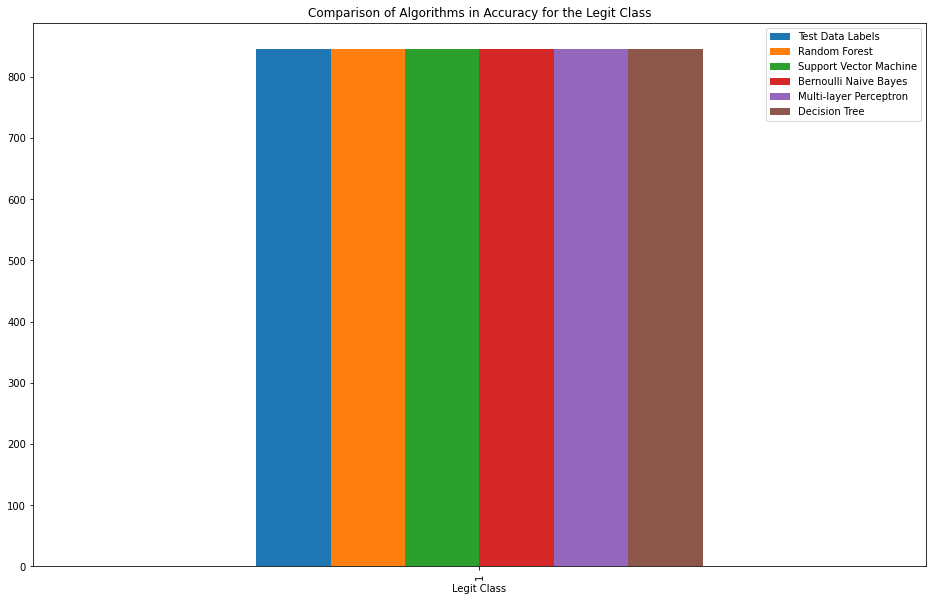 Comparison of Algorithms in Accuracy for the Legit Class
Test Data Labels
Random Forest
Support Vector Machine
Bernoulli Naive Bayes
Multi-layer Perceptron
Decision Tree
800
700
600
500
400
300
200
100
0
1
Legit Class